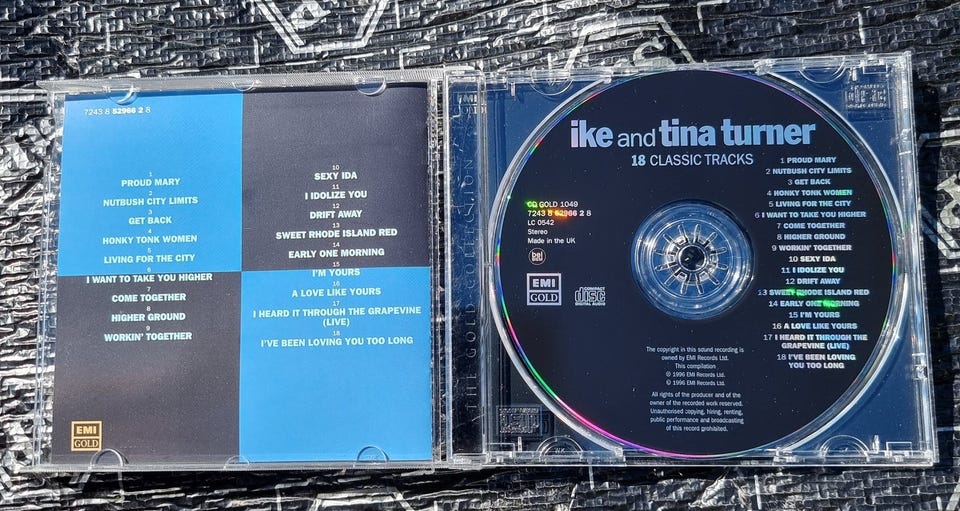 7243 8 52966 2 8
1
PROUD MARY
2
NUTBUSH CITY LIMITS
3
GET BACK
4
HONKY TONK WOMEN
5
LIVING FOR THE CITY
6
I WANT TO TAKE YOU HIGHER
7
COME TOGETHER
8
HIGHER GROUND
9
WORKIN' TOGETHER
EMI
GOLD
10
SEXY IDA
11
I IDOLIZE YOU
12
DRIFT AWAY
13
SWEET RHODE ISLAND RED
14
EARLY ONE MORNING
15
I'M YOURS
16
A LOVE LIKE YOURS
17
I HEARD IT THROUGH THE GRAPEVINE
(LIVE)
18
I'VE BEEN LOVING YOU TOO LONG
EMI
THE GOLD COLLECTION
ike and tina turner
18 CLASSIC TRACKS
CD GOLD 1049
7243 8 52966 2 8
LC 0542
Stereo
Made in the UK
EMI
GOLD
COMPACT
disc
DIGITAL AUDIO
1 PROUD MARY
2 NUTBUSH CITY LIMITS
3 GET BACK
4 HONKY TONK WOMEN
5 LIVING FOR THE CITY
6 I WANT TO TAKE YOU HIGHER
7 COME TOGETHER
8 HIGHER GROUND
9 WORKIN' TOGETHER
10 SEXY IDA
11 I IDOLIZE YOU
12 DRIFT AWAY
13 SWEET RHODE ISLAND RED
14 EARLY ONE MORNING
15 I'M YOURS
16 A LOVE LIKE YOURS
17 I HEARD IT THROUGH THE
GRAPEVINE (LIVE)
18 I'VE BEEN LOVING
YOU TOO LONG
The copyright in this sound recording is
owned by EMI Records Ltd.
This compilation
℗ 1996 EMI Records Ltd.
© 1996 EMI Records Ltd.
All rights of the producer and of the
owner of the recorded work reserved.
Unauthorised copying, hiring, renting,
public performance and broadcasting
of this record prohibited.